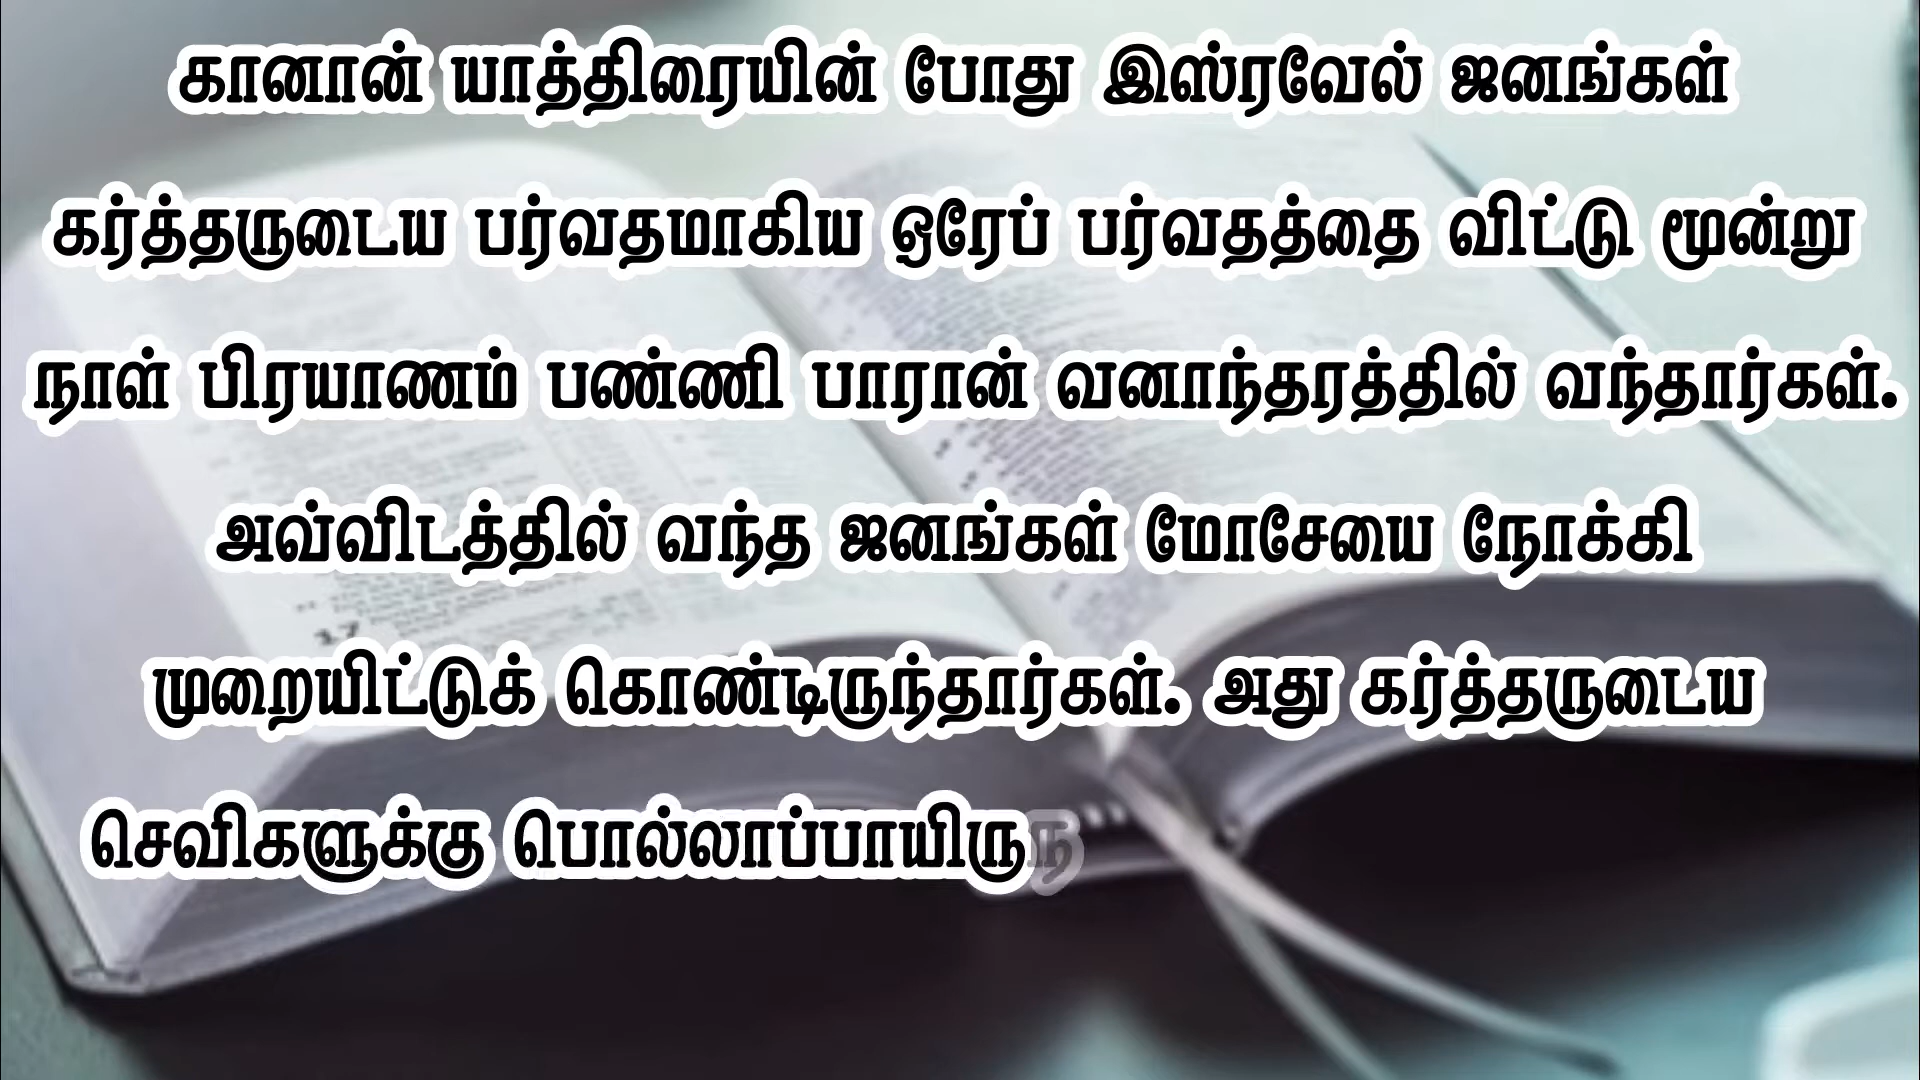 கானான் யாத்திரையின் போது இஸ்ரவேல் ஜனங்கள்
கர்த்தருடைய பர்வதமாகிய ஒரேப் பர்வதத்தை விட்டு மூன்று
நாள் பிரயாணம் பண்ணி பாரான் வனாந்தரத்தில் வந்தார்கள்.
அவ்விடத்தில் வந்த ஜனங்கள் மோசேயை நோக்கி
முறையிட்டுக் கொண்டிருந்தார்கள். அது கர்த்தருடைய
செவிகளுக்கு பொல்லாப்பாயிருந